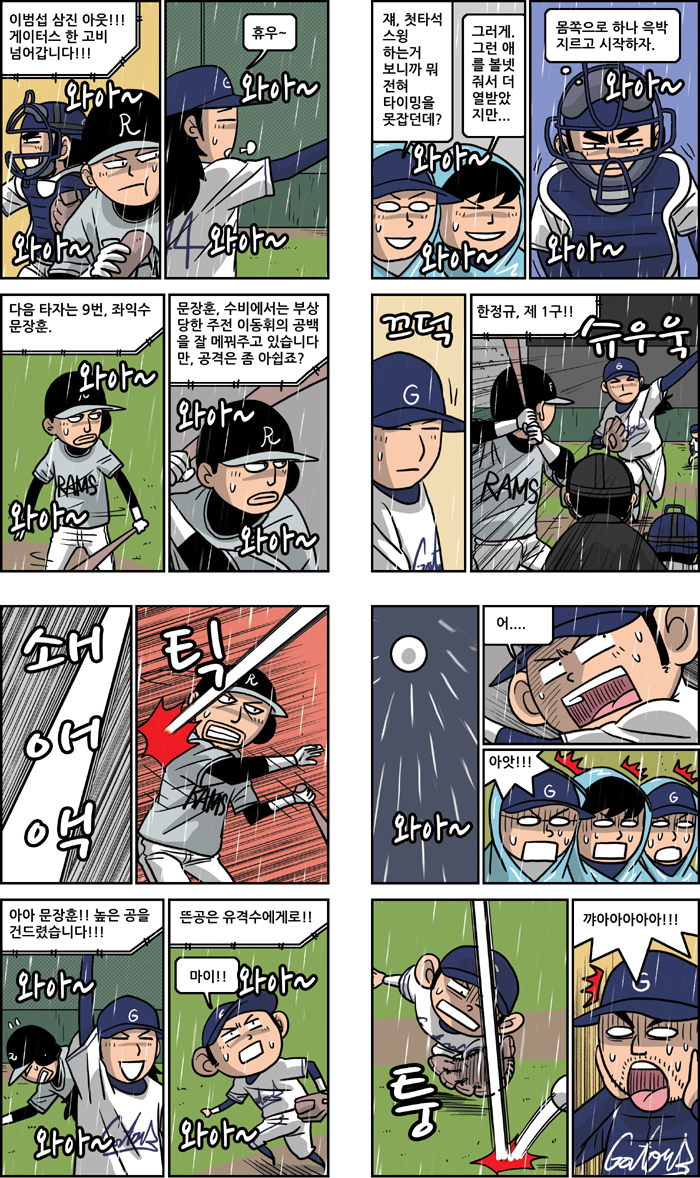 이범섭 삼진 아웃!!!
게이터스 한 고비
넘어갑니다!!!
와아~
R
와아~
휴우~
G
와아~
14
와아~
쟤, 첫타석
스윙
하는거
보니까 뭐
전혀
타이밍을
못잡던데?
그러게.
그런 애
를 볼넷
줘서 더
열받았
지만...
와아~
와아~
몸쪽으로 하나 윽박
지르고 시작하자.
와아~
와아~
다음 타자는 9번, 좌익수
문장훈.
와아~
RAMS
와아~
문장훈, 수비에서는 부상
당한 주전 이동휘의 공백
을 잘 메꿔주고 있습니다
만, 공격은 좀 아쉽죠?
와아~
R
와아~
끄덕
G
한정규, 제 1구!!
슈우욱
G
RAMS
쐐
애
액
틱
R
RAMS
와아~
어....
아앗!!!
G
G
아아 문장훈!! 높은 공을
건드렸습니다!!!
와아~
G
와아~
Gators
뜬공은 유격수에게로!!
마이!!
와아~
와아~
퉁
꺄아아아아아!!!
G
Gators